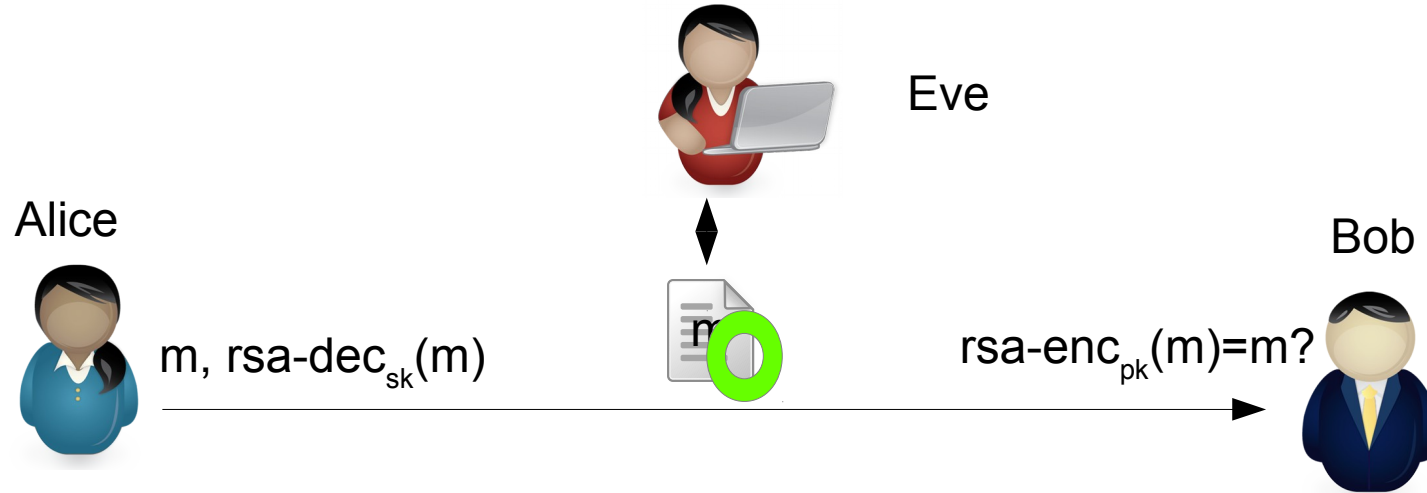 Eve
Alice
Bob
m, rsa-dec_sk(m)
m
rsa-enc_pk(m)=m?